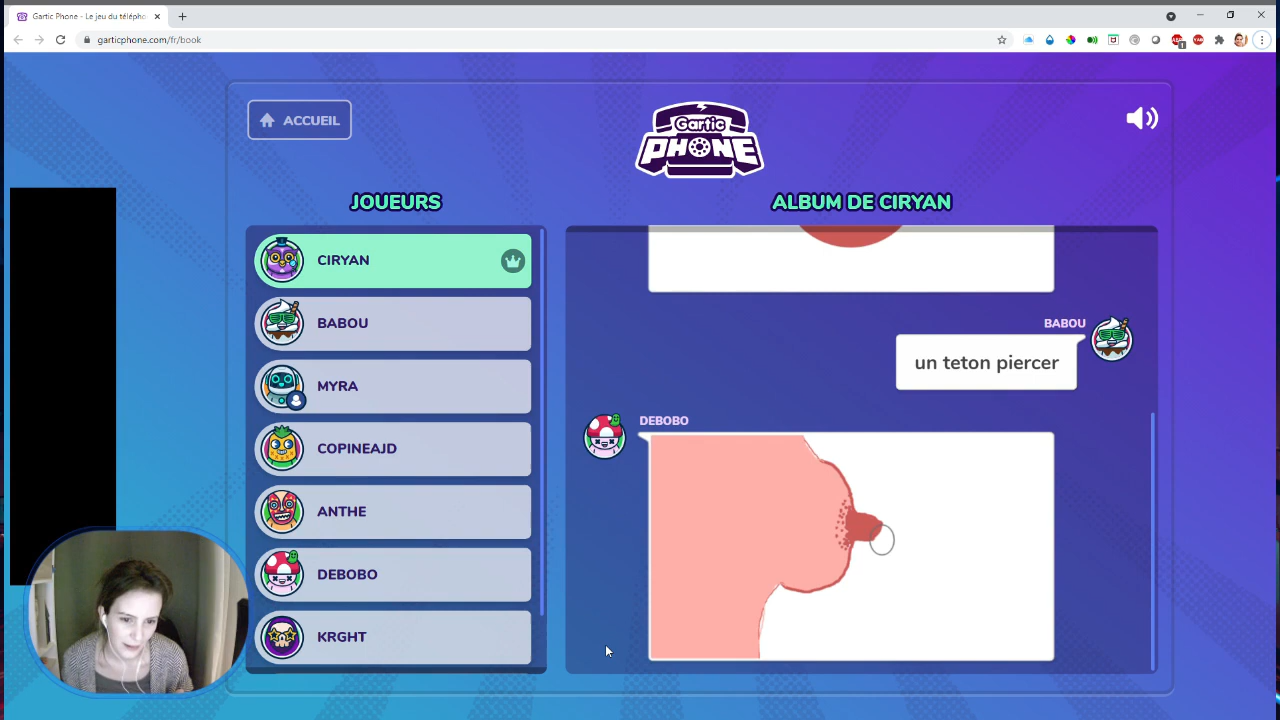 Gartic Phone - Le jeu du télépho
garticphone.com/fr/book
ACCUEIL
Gartic
PHONE
JOUEURS
ALBUM DE CIRYAN
CIRYAN
BABOU
MYRA
COPINEAJD
ANTHE
DEBOBO
KRGHT
BABOU
un teton piercer
DEBOBO